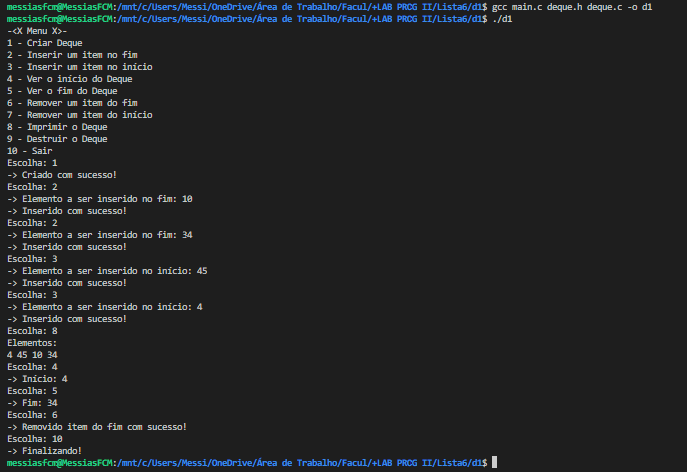 messiasfcm@MessiasFCM:/mnt/c/Users/Messi/OneDrive/Área de Trabalho/Facul/+LAB PROG II/Lista6/d1$ gcc main.c deque.h deque.c -o d1
messiasfcm@MessiasFCM:/mnt/c/Users/Messi/OneDrive/Área de Trabalho/Facul/+LAB PROG II/Lista6/d1$ ./d1
-<X Menu X>-
1 - Criar Deque
2 - Inserir um item no fim
3 - Inserir um item no início
4 - Ver o início do Deque
5 - Ver o fim do Deque
6 - Remover um item do fim
7 - Remover um item do início
8 - Imprimir o Deque
9 - Destruir o Deque
10 - Sair
Escolha: 1
-> Criado com sucesso!
Escolha: 2
-> Elemento a ser inserido no fim: 10
-> Inserido com sucesso!
Escolha: 2
-> Elemento a ser inserido no fim: 34
-> Inserido com sucesso!
Escolha: 3
-> Elemento a ser inserido no início: 45
-> Inserido com sucesso!
Escolha: 3
-> Elemento a ser inserido no início: 4
-> Inserido com sucesso!
Escolha: 8
Elementos:
4 45 10 34
Escolha: 4
-> Início: 4
Escolha: 5
-> Fim: 34
Escolha: 6
-> Removido item do fim com sucesso!
Escolha: 10
-> Finalizando!
messiasfcm@MessiasFCM:/mnt/c/Users/Messi/OneDrive/Área de Trabalho/Facul/+LAB PROG II/Lista6/d1$